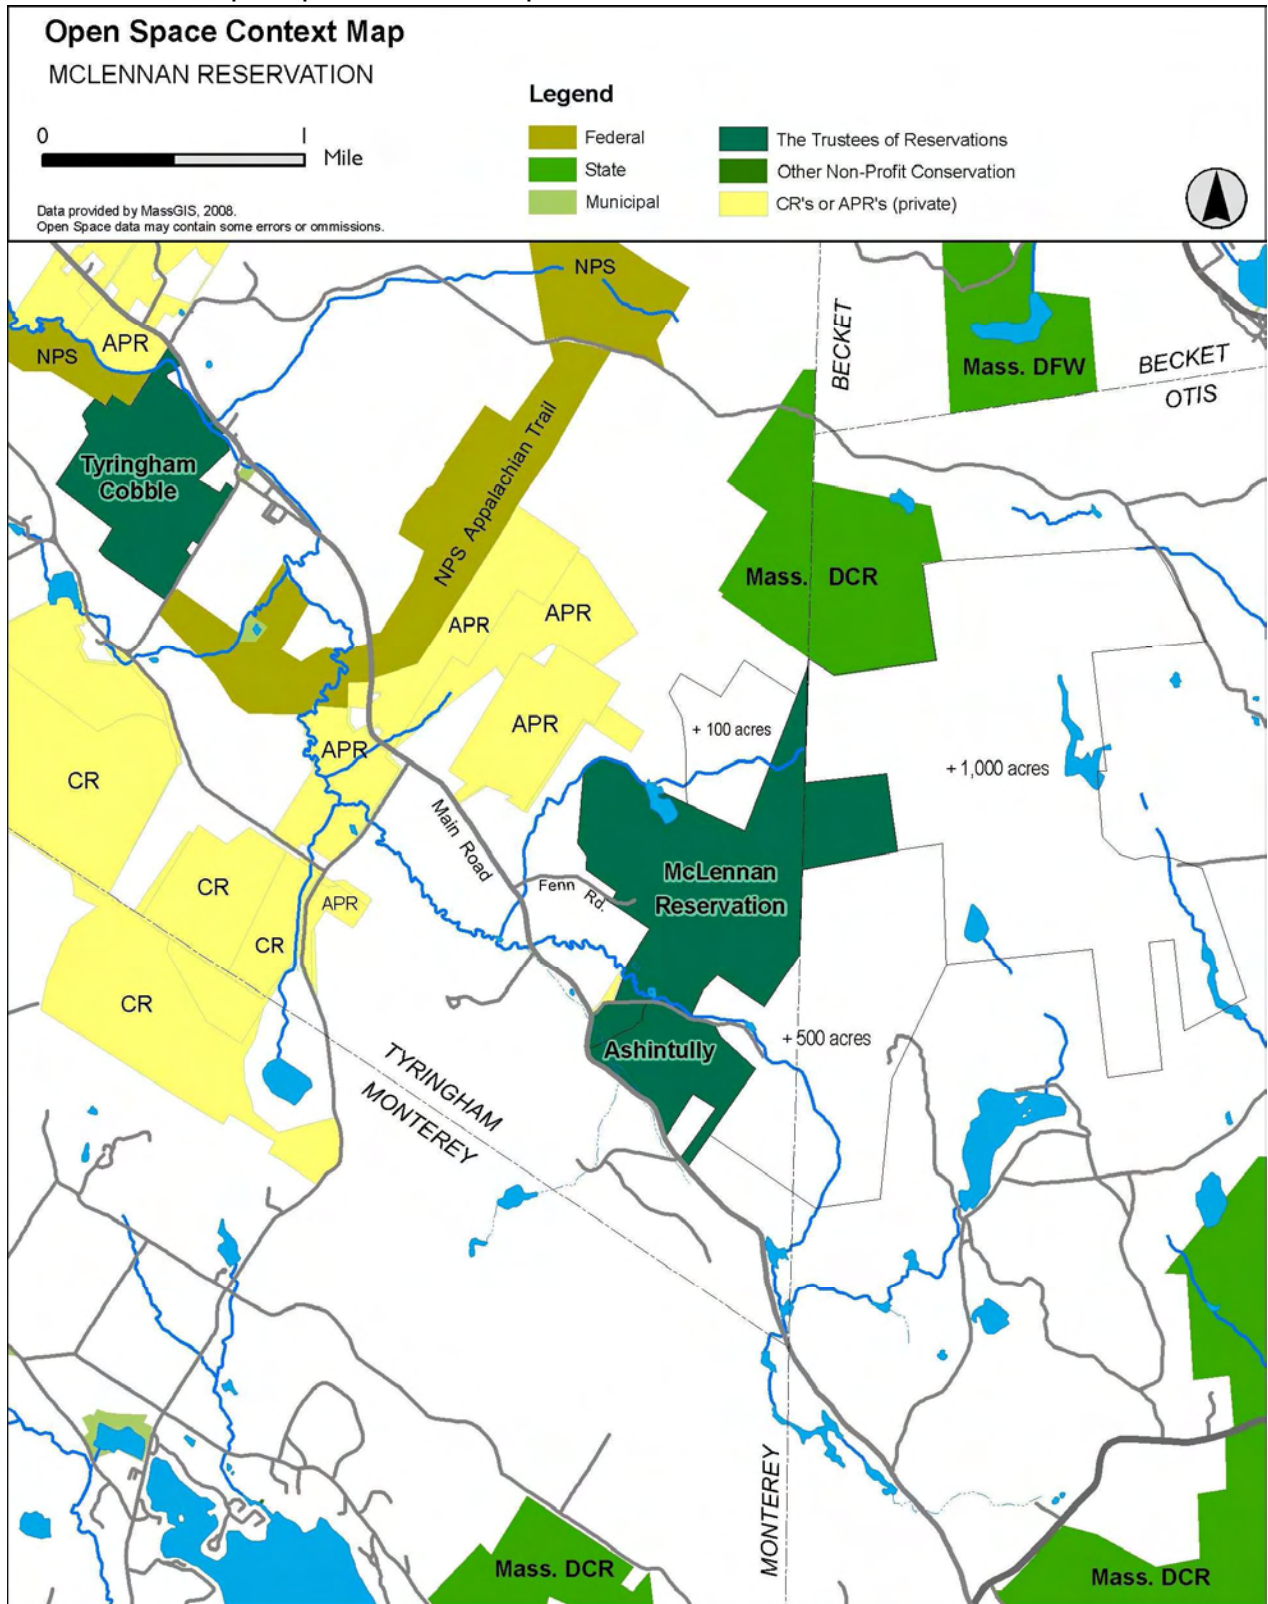 Open Space Context Map
MCLENNAN RESERVATION
0 1
Mile
Data provided by MassGIS, 2008.
Open Space data may contain some errors or ommissions.
Legend
Federal
State
Municipal
The Trustees of Reservations
Other Non-Profit Conservation
CR's or APR's (private)
NPS
BECKET
BECKET
OTIS
Mass. DFW
NPS
APR
Tyringham
Cobble
NPS Appalachian Trail
Mass. DCR
APR
APR
APR
APR
CR
+ 100 acres
+ 1,000 acres
Main Road
Fenn Rd.
McLennan
Reservation
CR
APR
CR
CR
Ashintully
+ 500 acres
TYRINGHAM
MONTEREY
MONTEREY
Mass. DCR
Mass. DCR